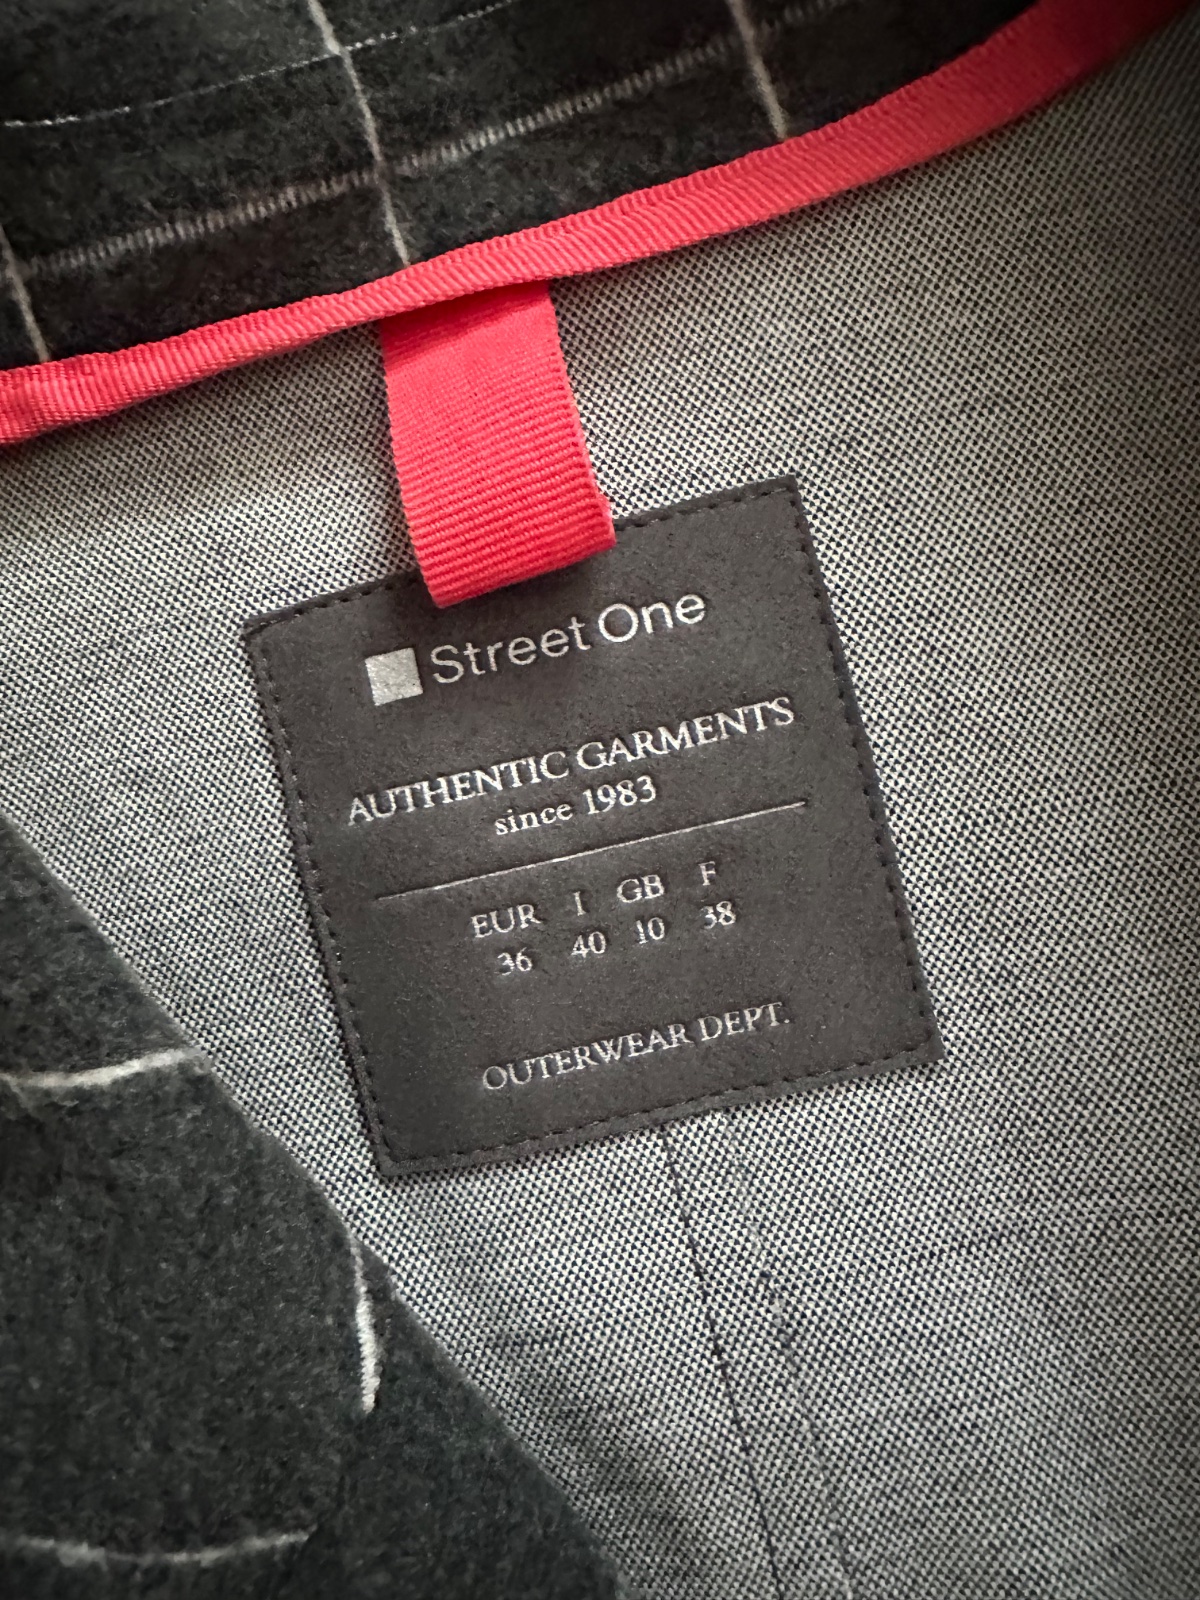 Street One
AUTHENTIC GARMENTS
since 1983
EUR I GB F
36 40 10 38
OUTERWEAR DEPT.